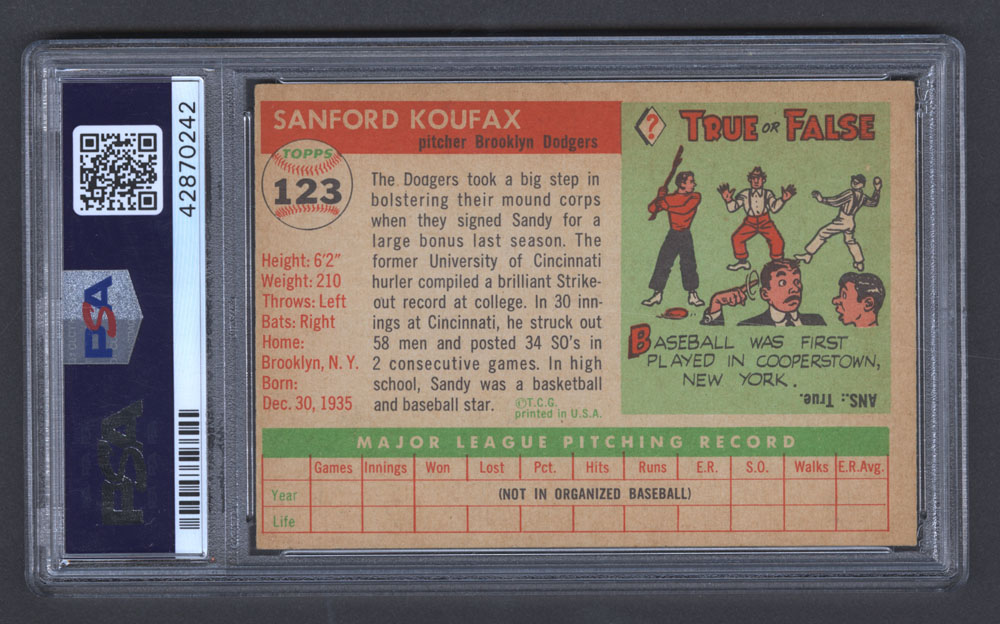 42870242
PSA
PSA
SANFORD KOUFAX
pitcher Brooklyn Dodgers
TOPPS
123
Height: 6'2"
Weight: 210
Throws: Left
Bats: Right
Home:
Brooklyn, N. Y.
Born:
Dec. 30, 1935
The Dodgers took a big step in
bolstering their mound corps
when they signed Sandy for a
large bonus last season. The
former University of Cincinnati
hurler compiled a brilliant Strike-
out record at college. In 30 inn-
ings at Cincinnati, he struck out
58 men and posted 34 SO's in
2 consecutive games. In high
school, Sandy was a basketball
and baseball star.
©T.C.G.
printed in U.S.A.
?
TRUE OR FALSE
BASEBALL WAS FIRST
PLAYED IN COOPERSTOWN,
NEW YORK.
ANS.: True.
MAJOR LEAGUE PITCHING RECORD
Games Innings Won Lost Pct. Hits Runs E.R. S.O. Walks E.R.Avg.
Year (NOT IN ORGANIZED BASEBALL)
Life